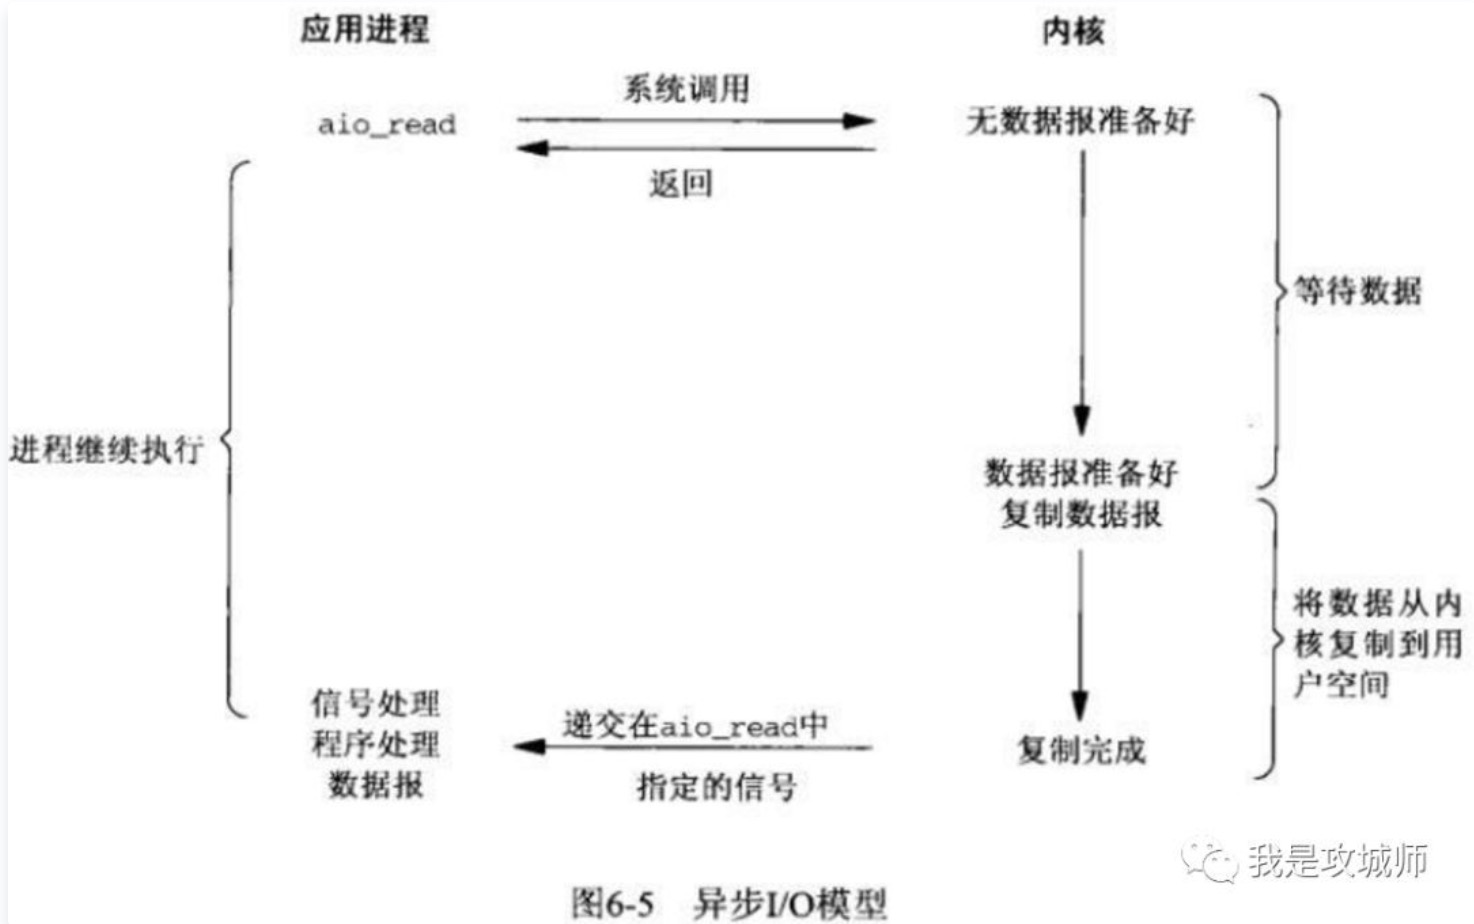 应用进程
内核
系统调用
aio_read
无数据报准备好
返回
等待数据
进程继续执行
数据报准备好
复制数据报
将数据从内
核复制到用
户空间
信号处理
程序处理
数据报
递交在aio_read中
指定的信号
复制完成
我是攻城师
图6-5 异步I/O模型